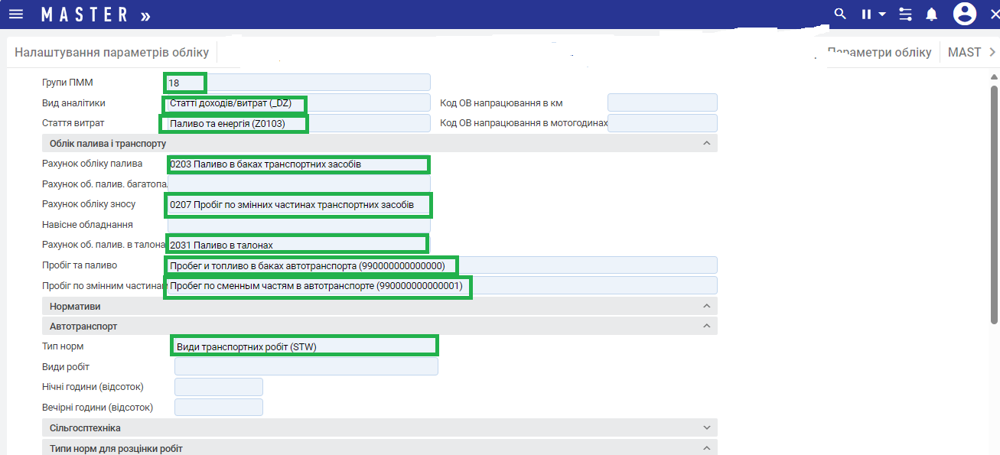 MASTER »
Налаштування параметрів обліку
Параметри обліку
MAST
Групи ПММ 18
Вид аналітики Статті доходів/витрат (_DZ) Код ОВ напрацювання в км
Стаття витрат Паливо та енергія (Z0103) Код ОВ напрацювання в мотогодинах
Облік палива і транспорту
Рахунок обліку палива 0203 Паливо в баках транспортних засобів
Рахунок об. палив. багатопал
Рахунок обліку зносу 0207 Пробіг по змінних частинах транспортних засобів
Навісне обладнання
Рахунок об. палив. в талона 2031 Паливо в талонах
Пробіг та паливо Пробег и топливо в баках автотранспорта (990000000000000)
Пробіг по змінним частинам Пробег по сменным частям в автотранспорте (990000000000001)
Нормативи
Автотранспорт
Тип норм Види транспортних робіт (STW)
Види робіт
Нічні години (відсоток)
Вечірні години (відсоток)
Сільгосптехніка
Типи норм для розцінки робіт